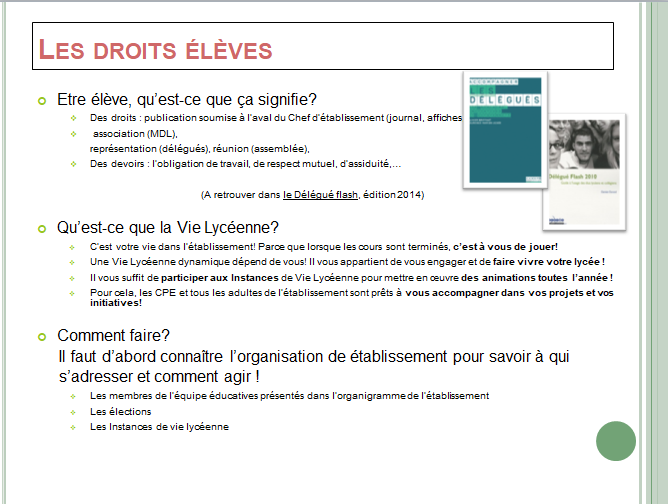 LES DROITS ÉLÈVES
Etre élève, qu'est-ce que ça signifie?
Des droits : publication soumise à l'aval du Chef d'établissement (journal, affiches
association (MDL),
représentation (délégués), réunion (assemblée),
Des devoirs : l'obligation de travail, de respect mutuel, d'assiduité,…
(A retrouver dans le Délégué flash, édition 2014)
ACCOMPAGNER
LES
DÉLÉGUÉS
Délégué Flash 2010
Qu'est-ce que la Vie Lycéenne?
C'est votre vie dans l'établissement! Parce que lorsque les cours sont terminés, c'est à vous de jouer!
Une Vie Lycéenne dynamique dépend de vous! Il vous appartient de vous engager et de faire vivre votre lycée !
Il vous suffit de participer aux Instances de Vie Lycéenne pour mettre en œuvre des animations toutes l'année !
Pour cela, les CPE et tous les adultes de l'établissement sont prêts à vous accompagner dans vos projets et vos
initiatives!
Comment faire?
Il faut d'abord connaître l'organisation de établissement pour savoir à qui
s'adresser et comment agir !
Les membres de l'équipe éducatives présentés dans l'organigramme de l'établissement
Les élections
Les Instances de vie lycéenne